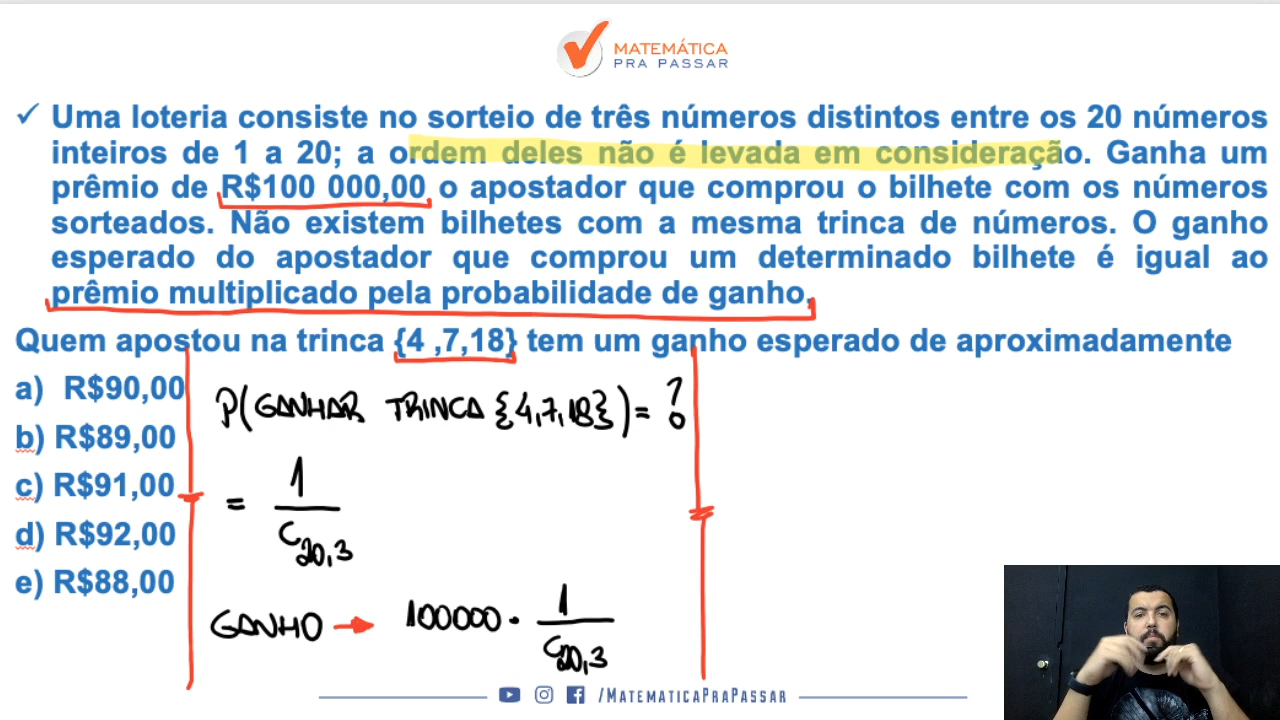 MATEMÁTICA
PRA PASSAR
✓ Uma loteria consiste no sorteio de três números distintos entre os 20 números
inteiros de 1 a 20; a ordem deles não é levada em consideração. Ganha um
prêmio de R$100 000,00 o apostador que comprou o bilhete com os números
sorteados. Não existem bilhetes com a mesma trinca de números. O ganho
esperado do apostador que comprou um determinado bilhete é igual ao
prêmio multiplicado pela probabilidade de ganho,
Quem apostou na trinca {4 ,7,18} tem um ganho esperado de aproximadamente
a) R$90,00
b) R$89,00
c) R$91,00
d) R$92,00
e) R$88,00
P(GANHAR TRINCA {4,7,18}) = ?
= 1
C20,3
GANHO → 100000 · 1
C20,3
/MATEMATICAPRAPASSAR